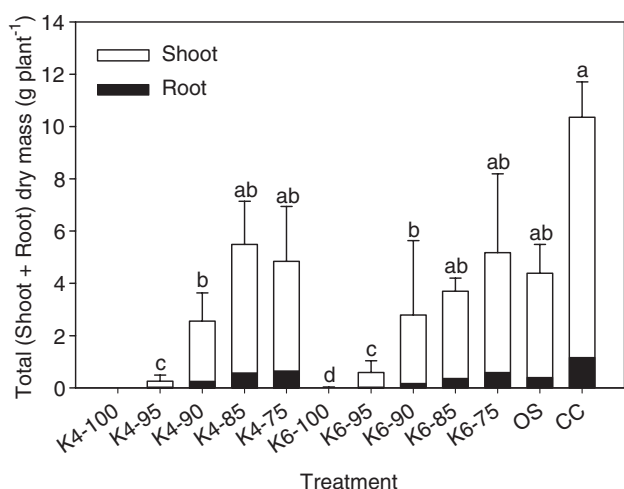 Total (Shoot + Root) dry mass (g plant⁻¹)
14
12
10
8
6
4
2
0
Shoot
Root
c
b
ab
ab
d
c
b
ab
ab
ab
a
K4-100
K4-95
K4-90
K4-85
K4-75
K6-100
K6-95
K6-90
K6-85
K6-75
OS
CC
Treatment